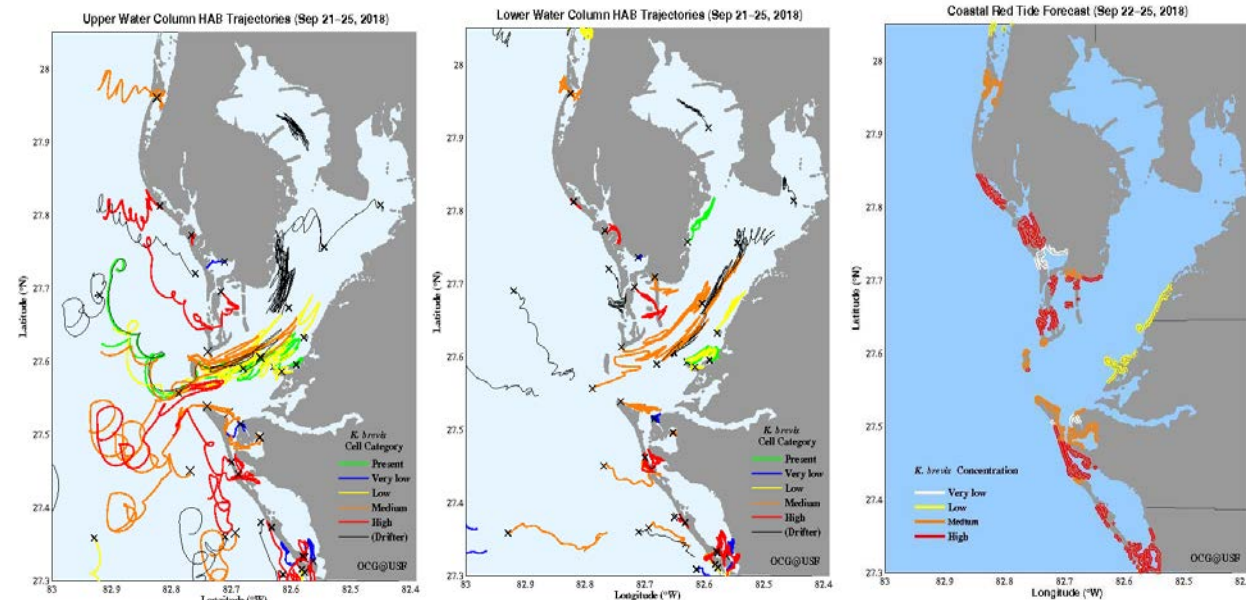 Upper Water Column HAB Trajectories (Sep 21-25, 2018)
28
27.9
27.8
27.7
27.6
27.5
27.4
27.3
Latitude (°N)
K. brevis
Cell Category
Present
Very low
Low
Medium
High
(Drifter)
OCG@USF
83
82.9
82.8
82.7
82.6
82.5
82.4
Longitude (°W)
Lower Water Column HAB Trajectories (Sep 21-25, 2018)
28
27.9
27.8
27.7
27.6
27.5
27.4
27.3
Latitude (°N)
K. brevis
Cell Category
Present
Very low
Low
Medium
High
(Drifter)
OCG@USF
83
82.9
82.8
82.7
82.6
82.5
82.4
Longitude (°W)
Coastal Red Tide Forecast (Sep 22-25, 2018)
28
27.9
27.8
27.7
27.6
27.5
27.4
27.3
Latitude (°N)
K. brevis Concentration
Very low
Low
Medium
High
OCG@USF
83
82.9
82.8
82.7
82.6
82.5
82.4
Longitude (°W)